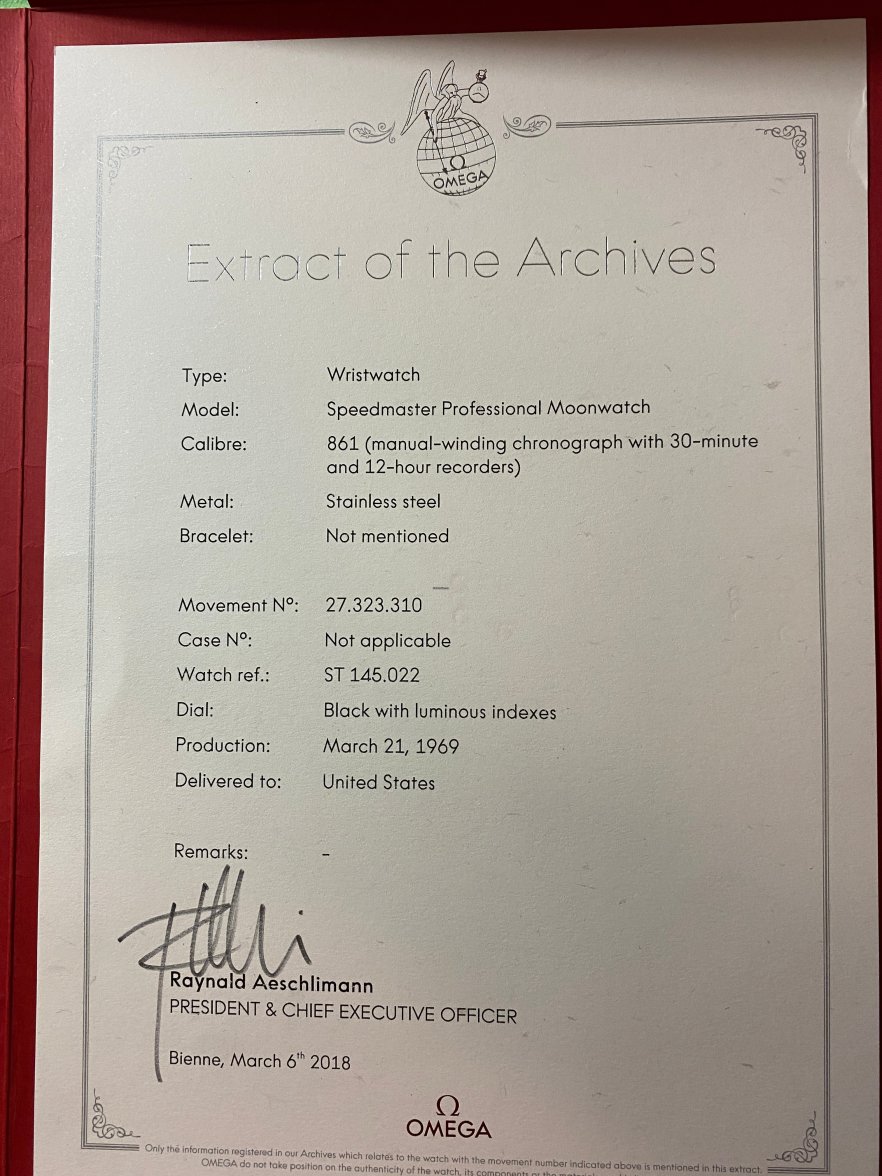 Ω
OMEGA
Extract of the Archives
Type: Wristwatch
Model: Speedmaster Professional Moonwatch
Calibre: 861 (manual-winding chronograph with 30-minute
and 12-hour recorders)
Metal: Stainless steel
Bracelet: Not mentioned
Movement Nº: 27.323.310
Case Nº: Not applicable
Watch ref.: ST 145.022
Dial: Black with luminous indexes
Production: March 21, 1969
Delivered to: United States
Remarks: -
Raynald Aeschlimann
PRESIDENT & CHIEF EXECUTIVE OFFICER
Bienne, March 6th 2018
Ω
OMEGA
Only the information registered in our Archives which relates to the watch with the movement number indicated above is mentioned in this extract.
OMEGA do not take position on the authenticity of the watch, its components or the